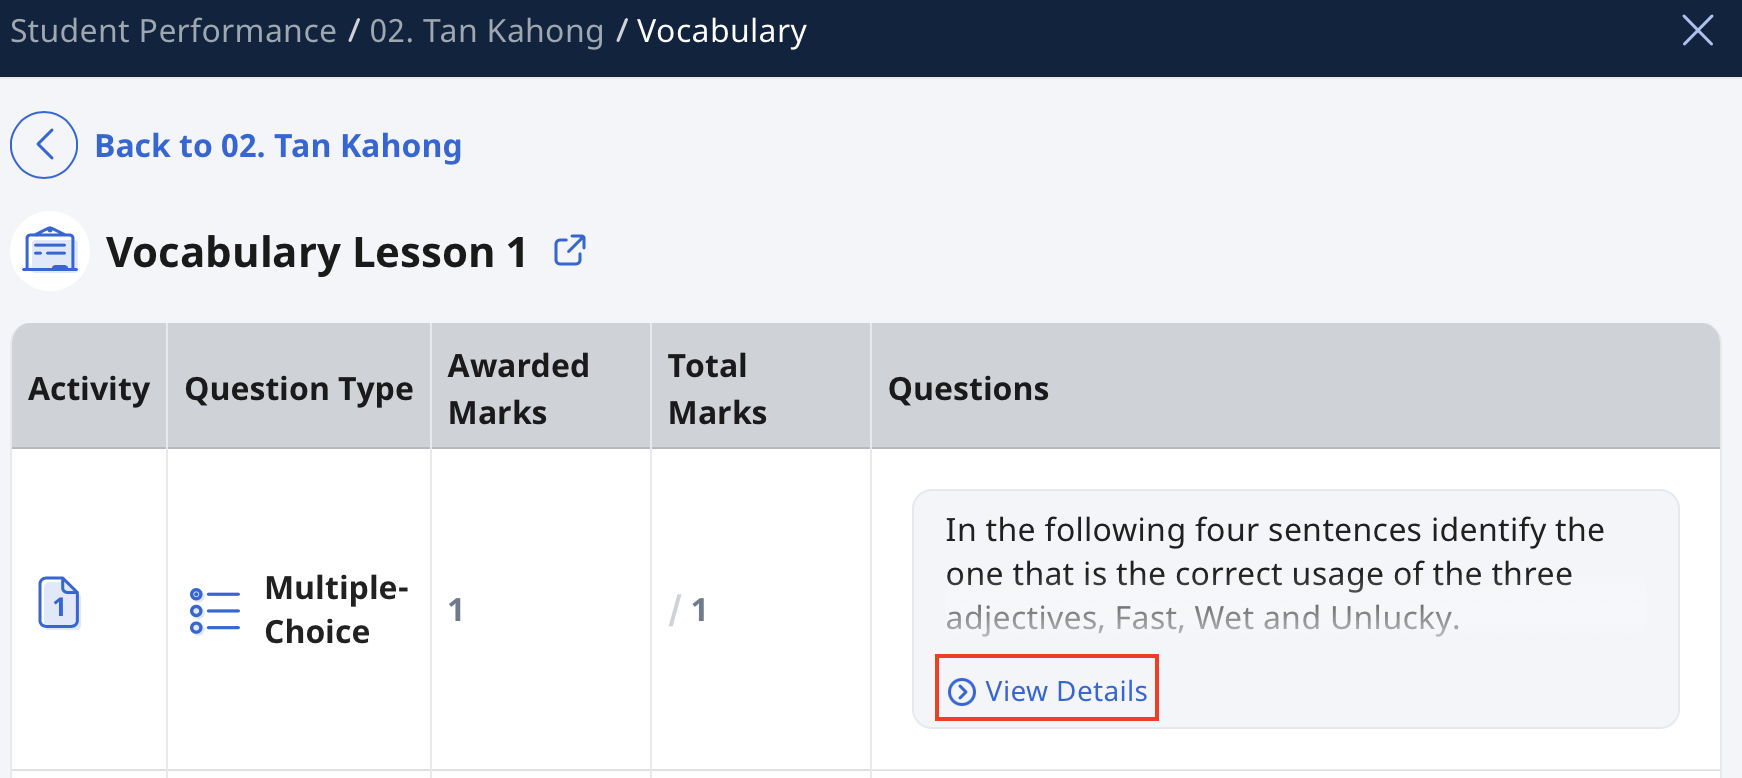 Student Performance / 02. Tan Kahong / Vocabulary
Back to 02. Tan Kahong
Vocabulary Lesson 1
Activity
Question Type
Awarded
Marks
Total
Marks
Questions
1
Multiple-
Choice
1
/ 1
In the following four sentences identify the
one that is the correct usage of the three
adjectives, Fast, Wet and Unlucky.
View Details